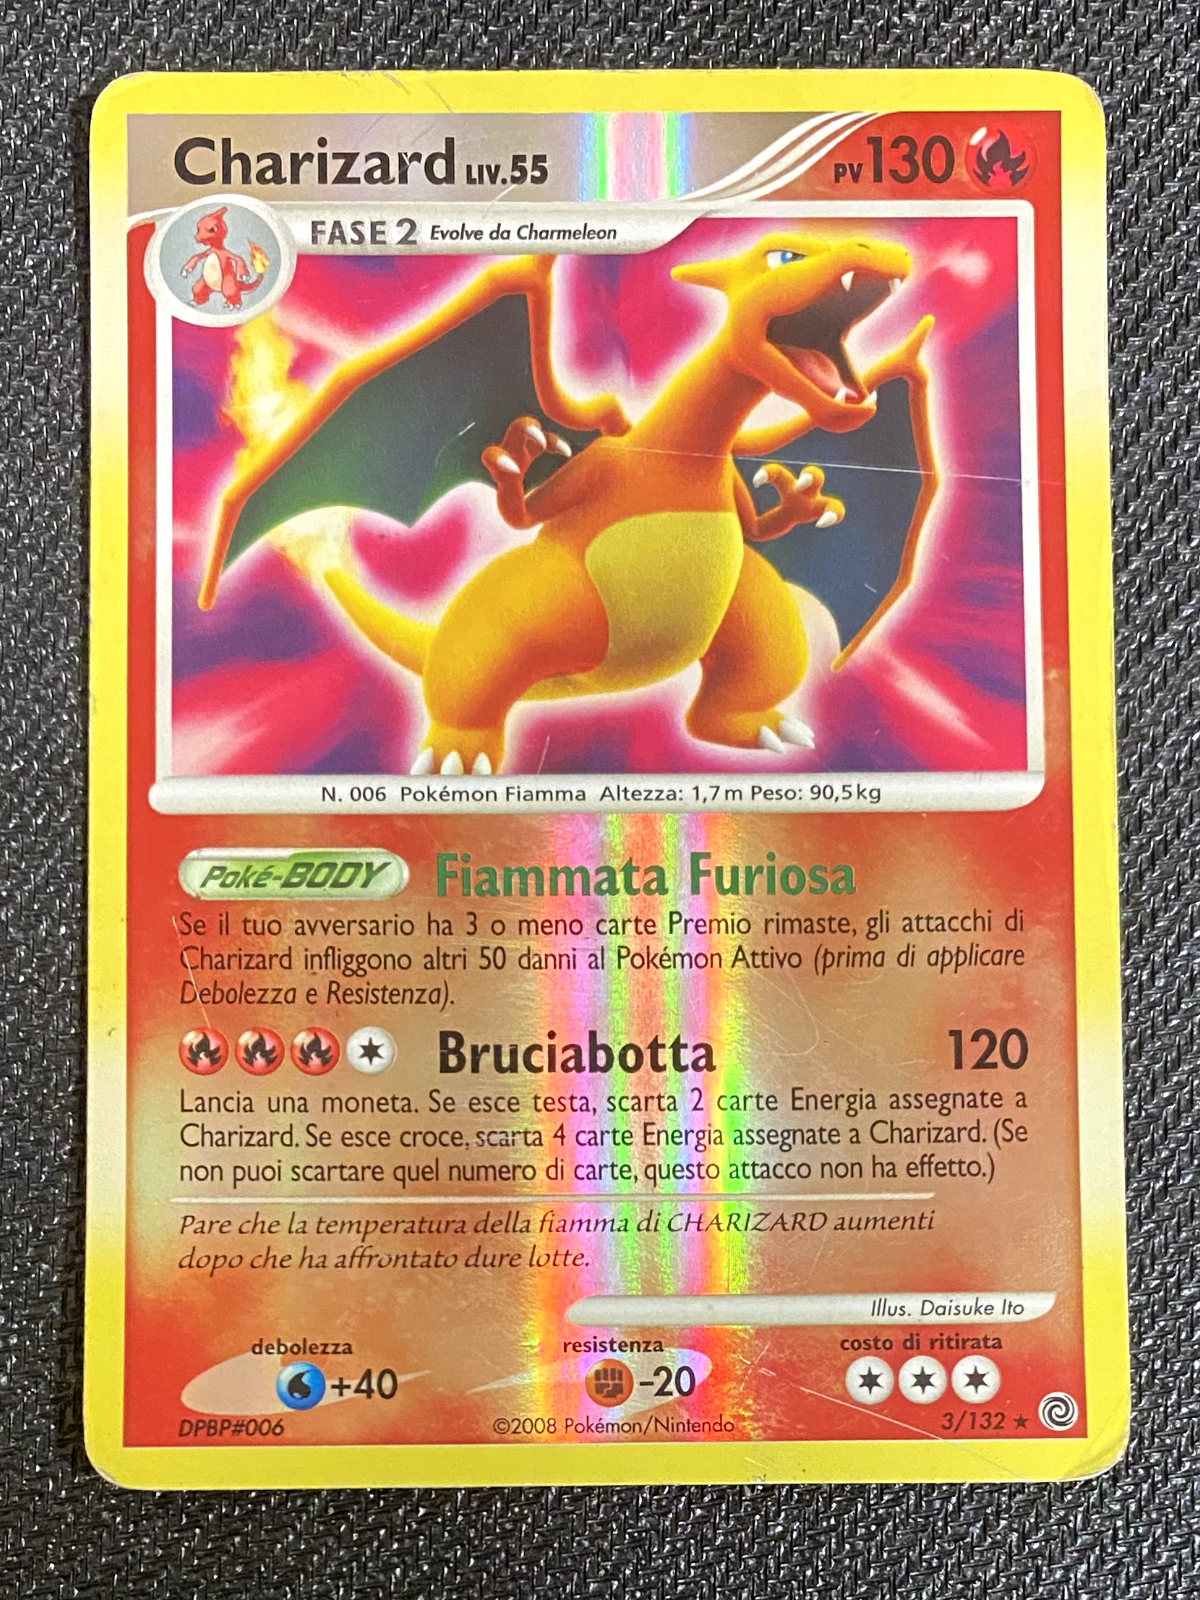 Charizard LIV.55 PV 130
FASE 2 Evolve da Charmeleon
N. 006 Pokémon Fiamma Altezza: 1,7 m Peso: 90,5 kg
Poké-BODY Fiammata Furiosa
Se il tuo avversario ha 3 o meno carte Premio rimaste, gli attacchi di
Charizard infliggono altri 50 danni al Pokémon Attivo (prima di applicare
Debolezza e Resistenza).
Bruciabotta 120
Lancia una moneta. Se esce testa, scarta 2 carte Energia assegnate a
Charizard. Se esce croce, scarta 4 carte Energia assegnate a Charizard. (Se
non puoi scartare quel numero di carte, questo attacco non ha effetto.)
Pare che la temperatura della fiamma di CHARIZARD aumenti
dopo che ha affrontato dure lotte.
Illus. Daisuke Ito
debolezza resistenza costo di ritirata
+40 -20
DPBP#006 ©2008 Pokémon/Nintendo 3/132 ★